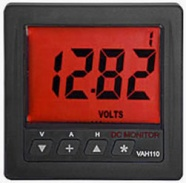 12.82
VOLTS
V A H DC MONITOR
▼ + ▲ * VAH110